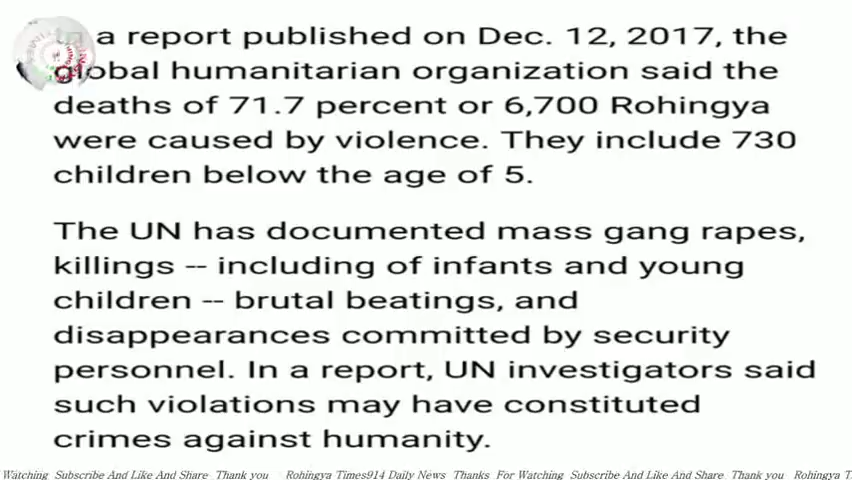 In a report published on Dec. 12, 2017, the
global humanitarian organization said the
deaths of 71.7 percent or 6,700 Rohingya
were caused by violence. They include 730
children below the age of 5.
The UN has documented mass gang rapes,
killings -- including of infants and young
children -- brutal beatings, and
disappearances committed by security
personnel. In a report, UN investigators said
such violations may have constituted
crimes against humanity.
Watching Subscribe And Like And Share Thank you Rohingya Times914 Daily News Thanks For Watching Subscribe And Like And Share Thank you Rohingya T